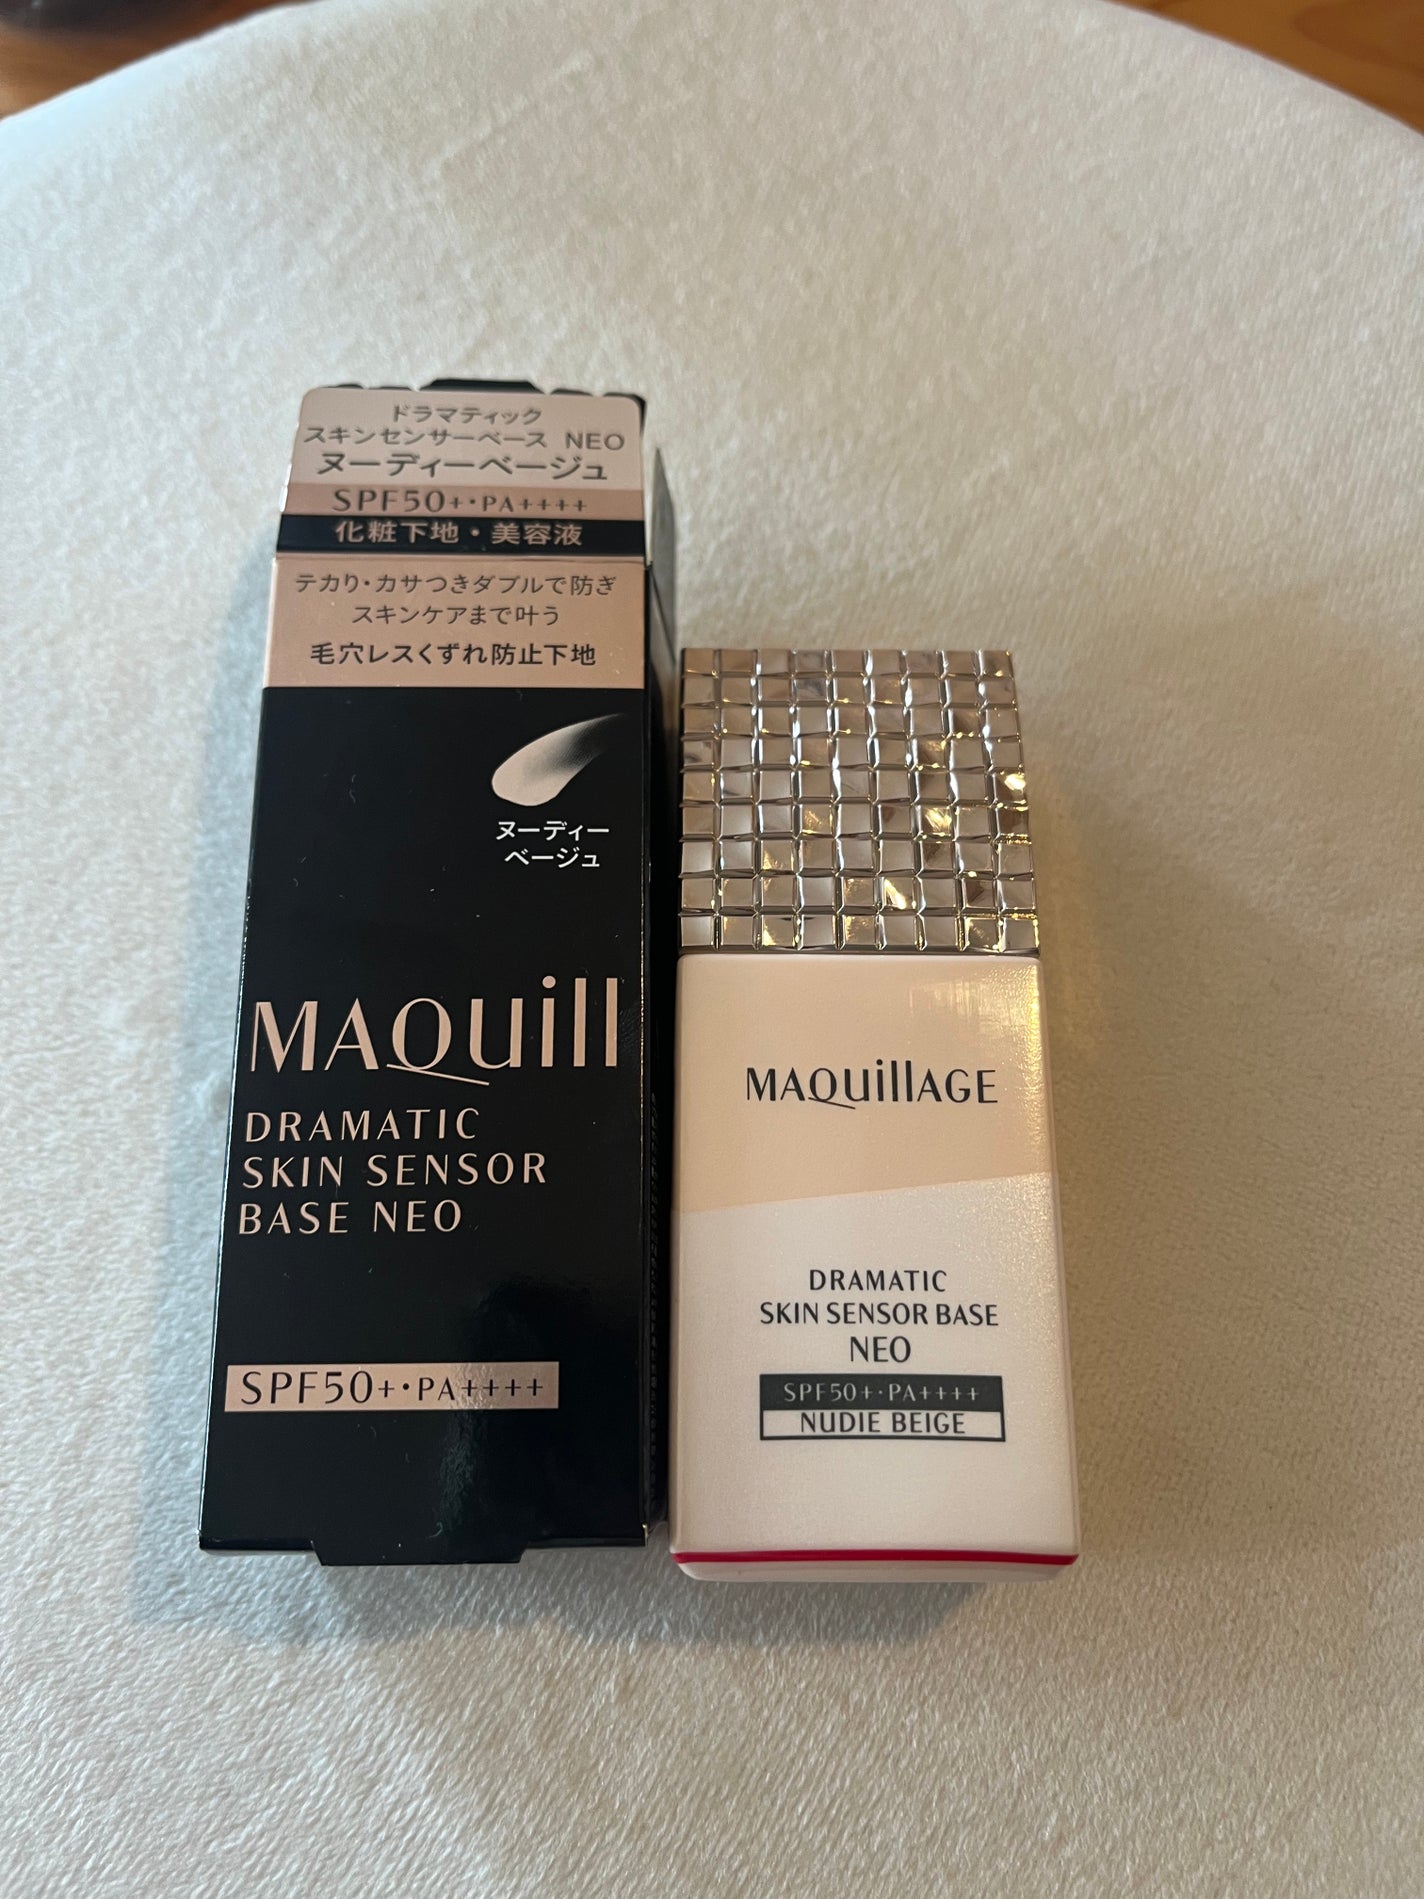 ドラマティック
スキンセンサーベース NEO
ヌーディーベージュ
SPF50+・PA++++
化粧下地・美容液
テカリ・カサつきダブルで防ぎ
スキンケアまで叶う
毛穴レスくずれ防止下地
ヌーディー
ベージュ
MAQuill
DRAMATIC
SKIN SENSOR
BASE NEO
SPF50+・PA++++
MAQuillAGE
DRAMATIC
SKIN SENSOR BASE
NEO
SPF50+・PA++++
NUDIE BEIGE